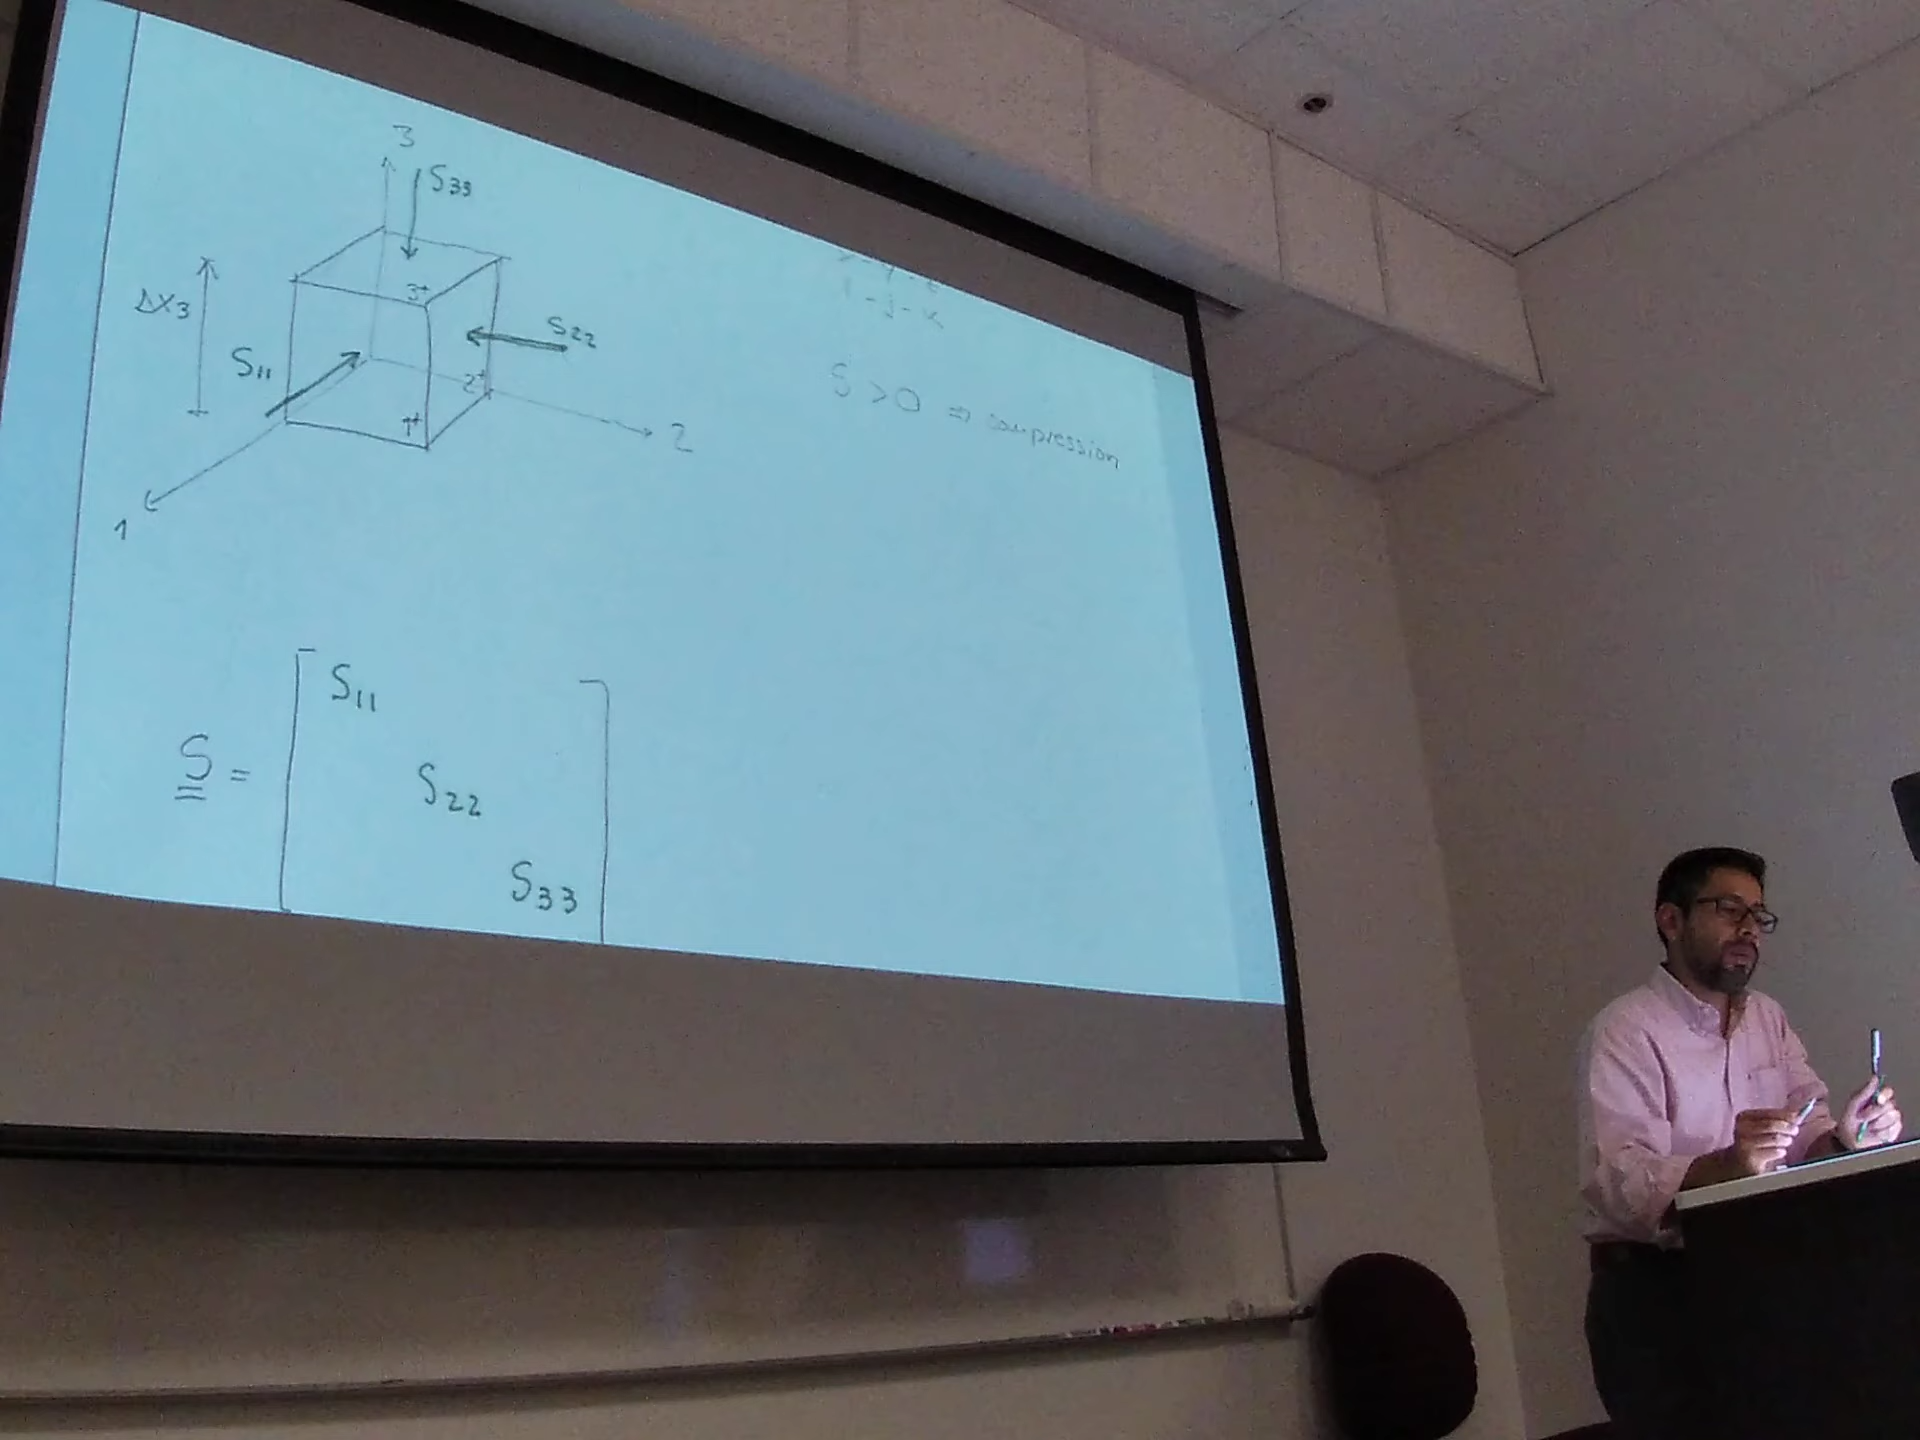 3
S33
ΔX3
3+
S22
S11
2+
1+
2
1
i - j - k
S > 0 ⇒ compression
S11
S =
S22
S33